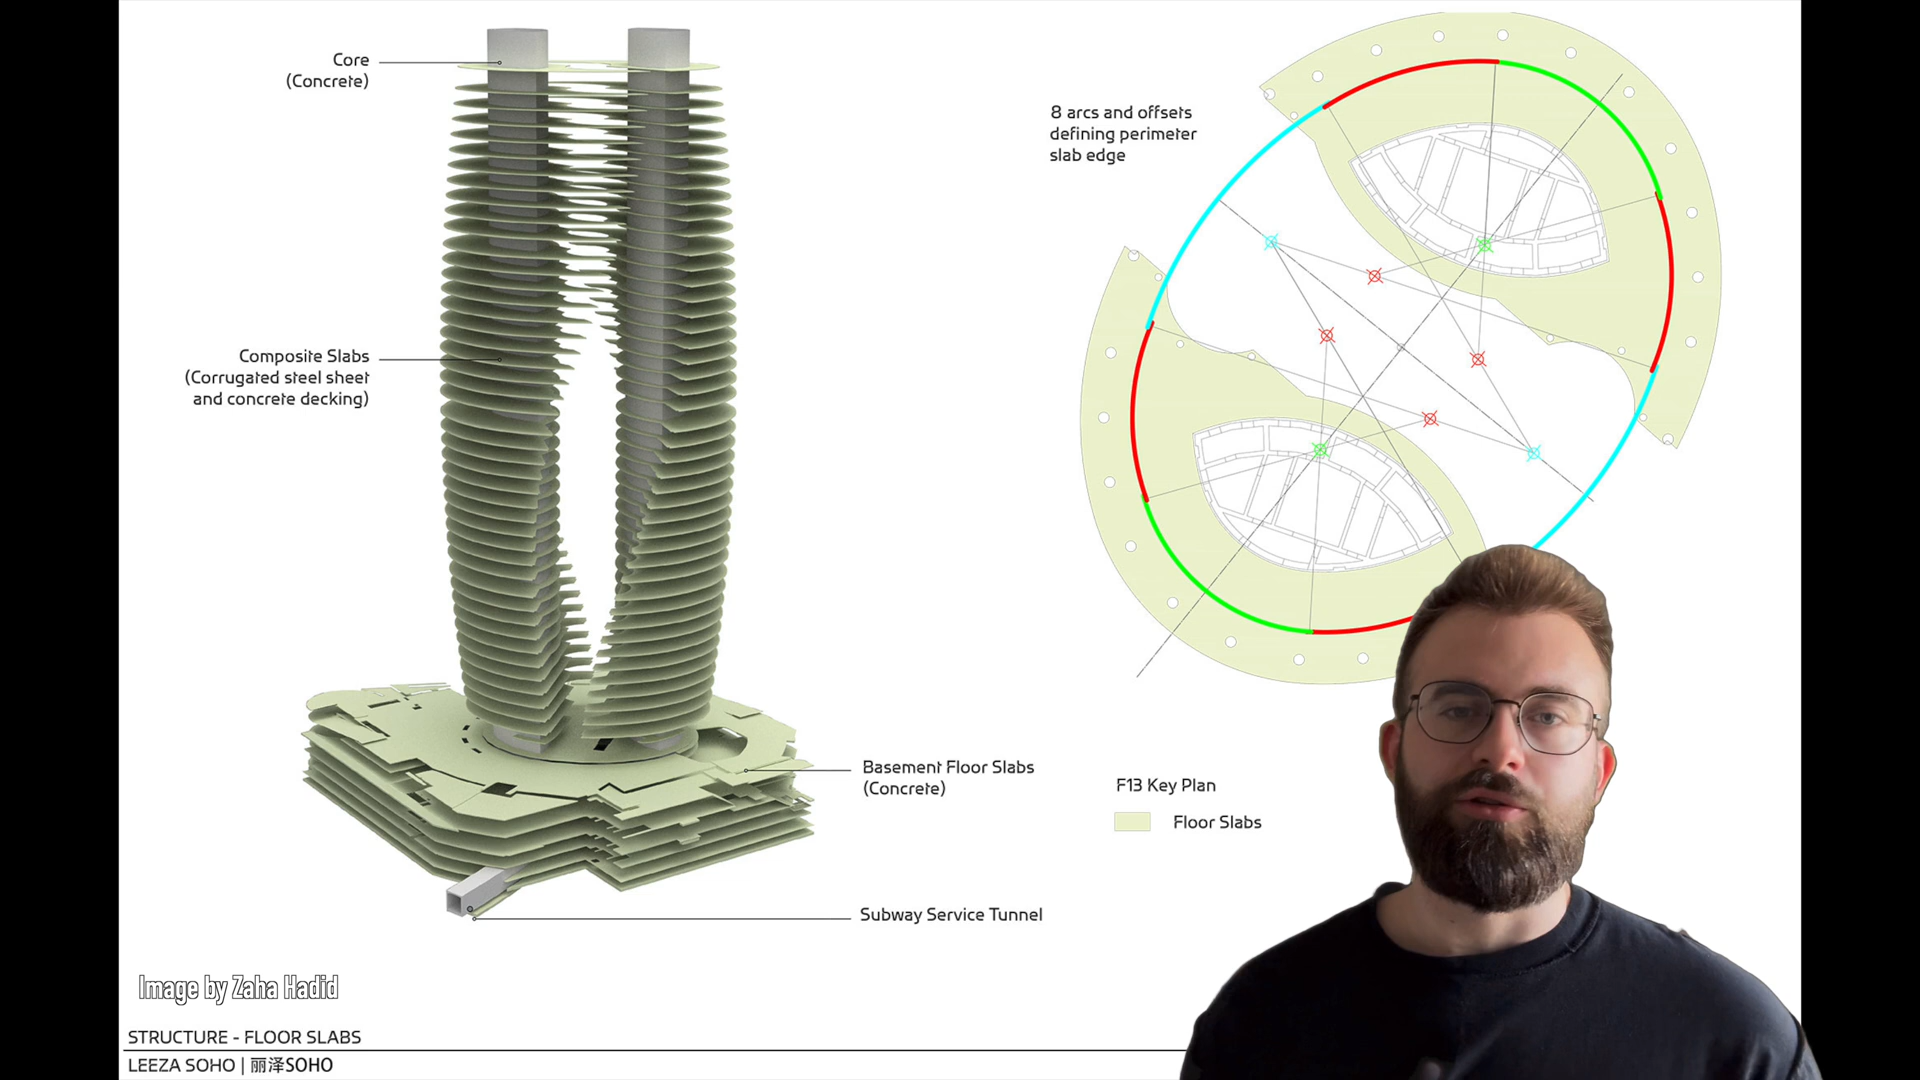 Core
(Concrete)
8 arcs and offsets
defining perimeter
slab edge
Composite Slabs
(Corrugated steel sheet
and concrete decking)
Basement Floor Slabs
(Concrete)
F13 Key Plan
Floor Slabs
Subway Service Tunnel
Image by Zaha Hadid
STRUCTURE - FLOOR SLABS
LEEZA SOHO | 丽泽SOHO